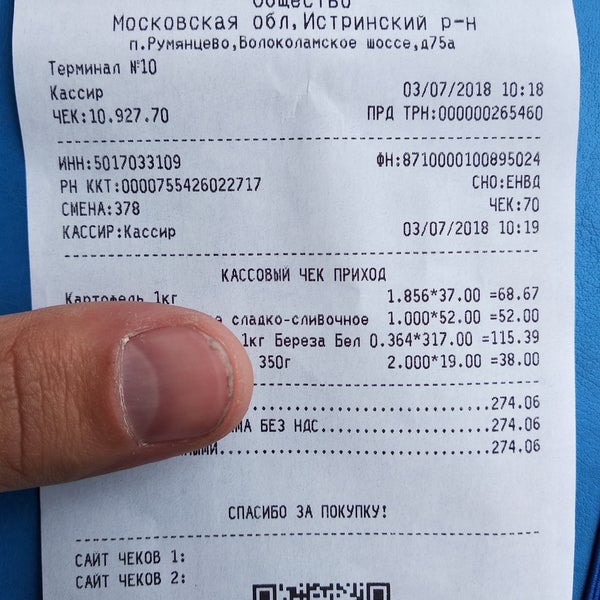 Общество
Московская обл,Истринский р-н
п.Румянцево,Волоколамское шоссе,д75а
Терминал №10
Кассир 03/07/2018 10:18
ЧЕК:10.927.70 ПРД ТРН:000000265460
ИНН:5017033109 ФН:8710000100895024
РН ККТ:0000755426022717 СНО:ЕНВД
СМЕНА:378 ЧЕК:70
КАССИР:Кассир 03/07/2018 10:19
КАССОВЫЙ ЧЕК ПРИХОД
Картофель 1кг 1.856*37.00 =68.67
сладко-сливочное 1.000*52.00 =52.00
1кг Береза Бел 0.364*317.00 =115.39
350г 2.000*19.00 =38.00
274.06
БЕЗ НДС 274.06
274.06
СПАСИБО ЗА ПОКУПКУ!
САЙТ ЧЕКОВ 1:
САЙТ ЧЕКОВ 2: